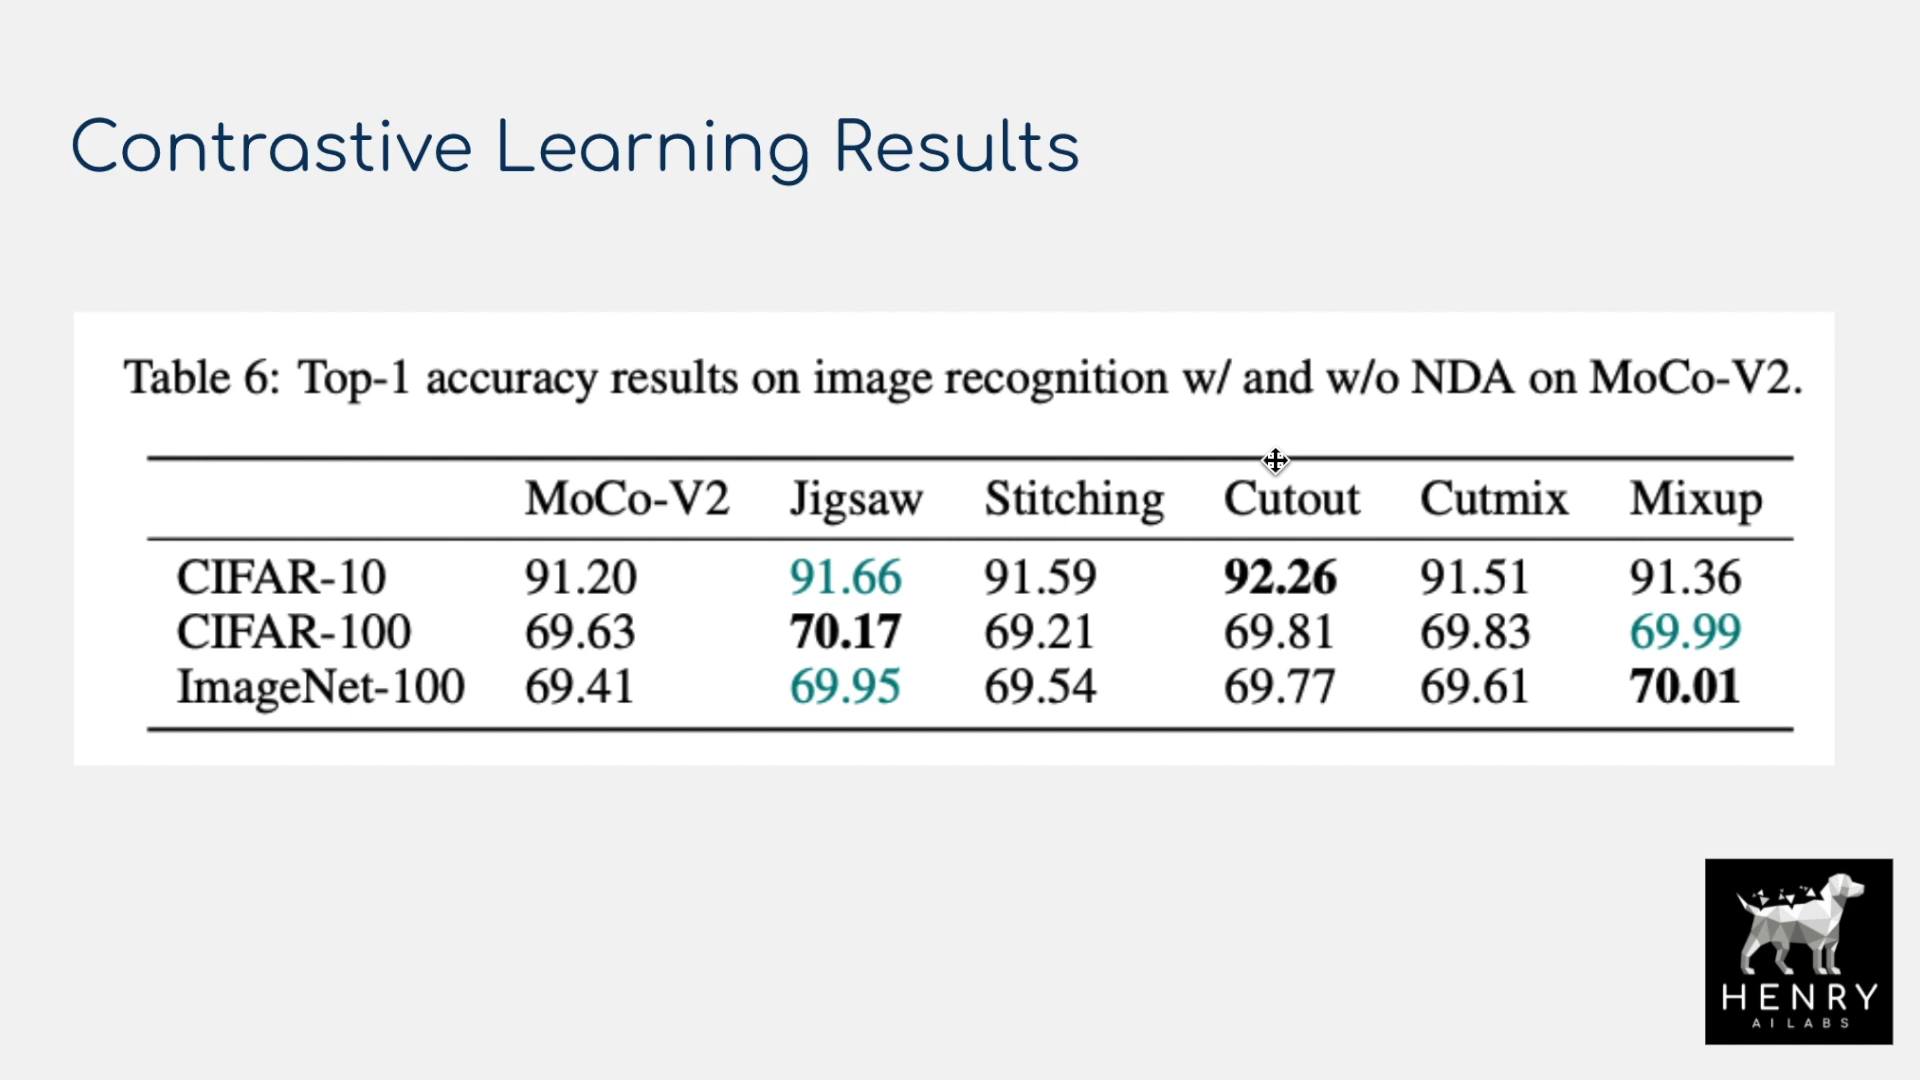 Contrastive Learning Results
Table 6: Top-1 accuracy results on image recognition w/ and w/o NDA on MoCo-V2.
MoCo-V2 Jigsaw Stitching Cutout Cutmix Mixup
CIFAR-10 91.20 91.66 91.59 92.26 91.51 91.36
CIFAR-100 69.63 70.17 69.21 69.81 69.83 69.99
ImageNet-100 69.41 69.95 69.54 69.77 69.61 70.01
HENRY
AI LABS